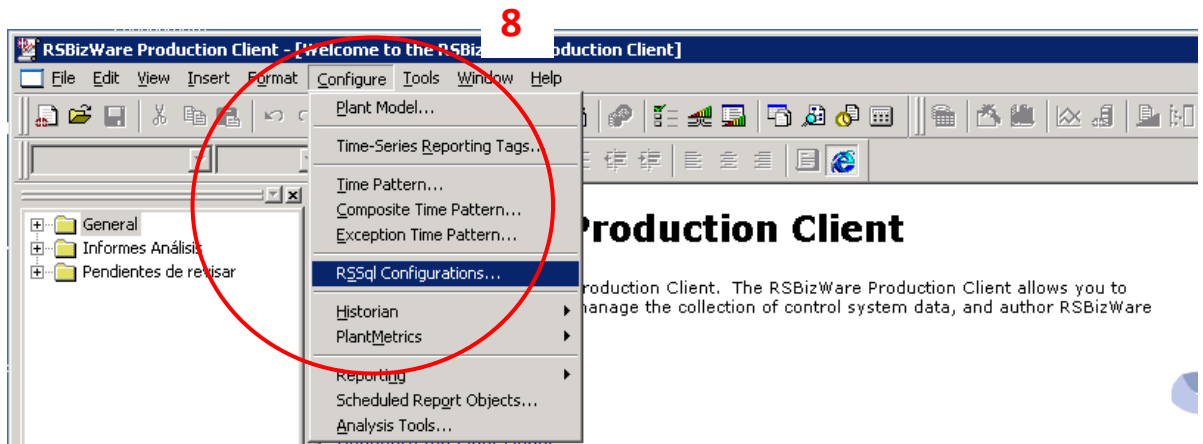 8
RSBizWare Production Client - [Welcome to the RSBiz oduction Client]
File Edit View Insert Format Configure Tools Window Help
Plant Model...
Time-Series Reporting Tags...
Time Pattern...
Composite Time Pattern...
Exception Time Pattern...
RSSql Configurations...
Historian
PlantMetrics
Reporting
Scheduled Report Objects...
Analysis Tools...
General
Informes Análisis
Pendientes de revisar
Production Client
roduction Client. The RSBizWare Production Client allows you to
manage the collection of control system data, and author RSBizWare